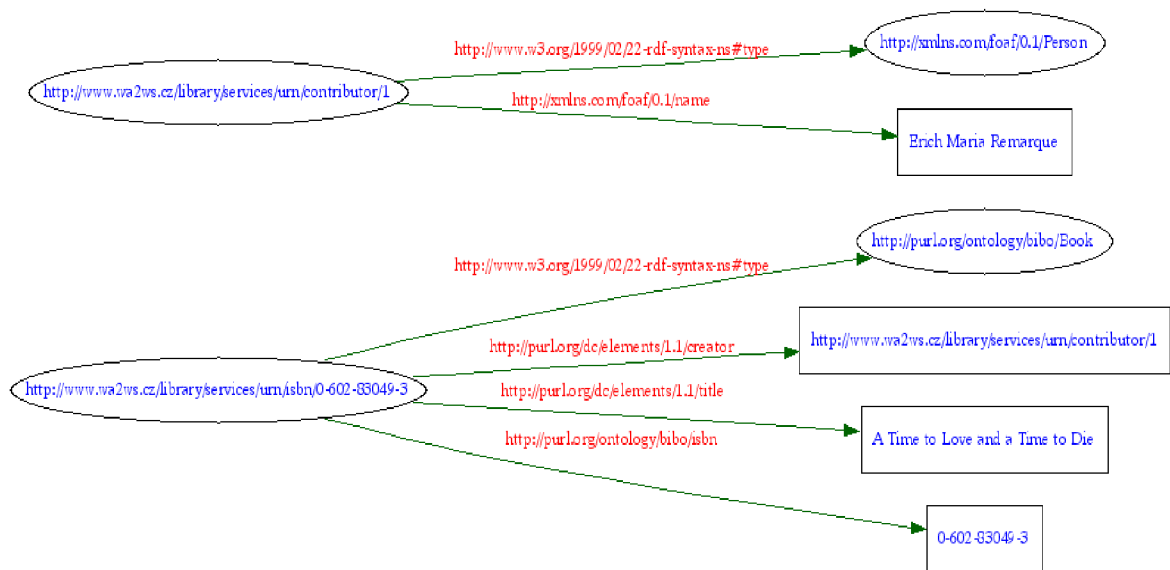 http://www.w3.org/1999/02/22-rdf-syntax-ns#type
http://xmlns.com/foaf/0.1/Person
http://www.wa2ws.cz/library/services/urn/contributor/1
http://xmlns.com/foaf/0.1/name
Erich Maria Remarque
http://purl.org/ontology/bibo/Book
http://www.w3.org/1999/02/22-rdf-syntax-ns#type
http://purl.org/dc/elements/1.1/creator
http://www.wa2ws.cz/library/services/urn/contributor/1
http://www.wa2ws.cz/library/services/urn/isbn/0-602-83049-3
http://purl.org/dc/elements/1.1/title
A Time to Love and a Time to Die
http://purl.org/ontology/bibo/isbn
0-602-83049-3